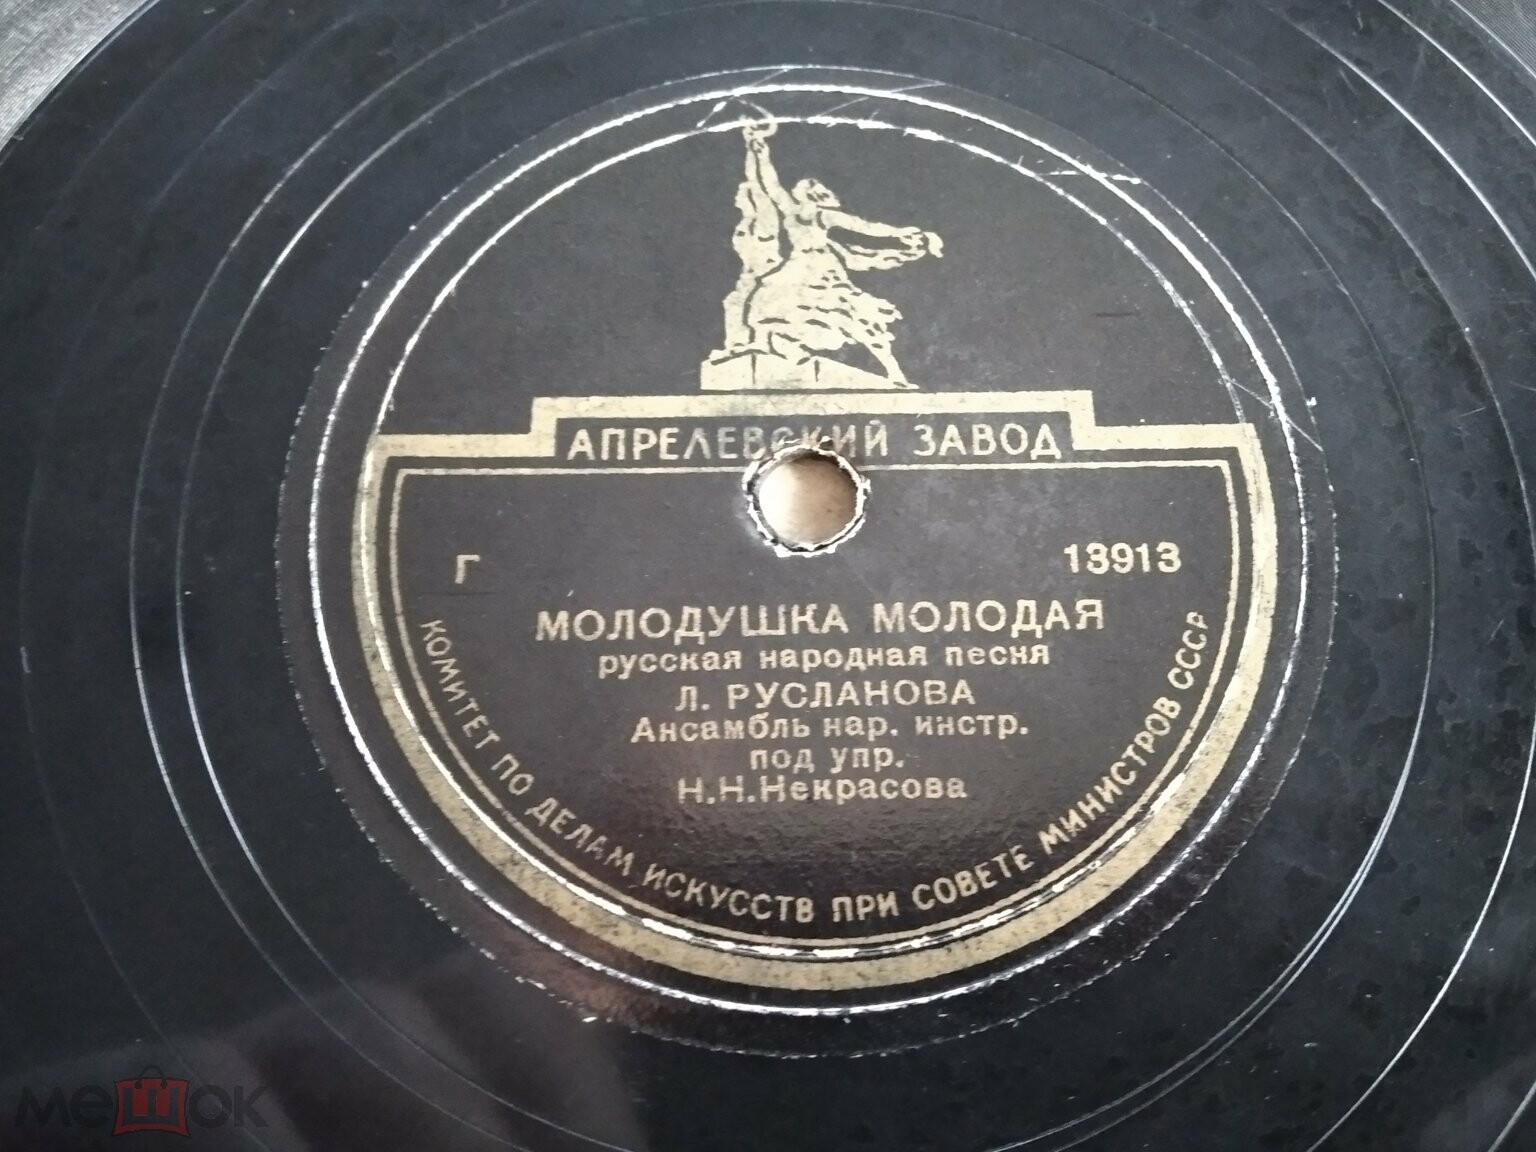 АПРЕЛЕВСКИЙ ЗАВОД
Г
13913
МОЛОДУШКА МОЛОДАЯ
русская народная песня
Л. РУСЛАНОВА
Ансамбль нар. инстр.
под упр.
Н.Н.Некрасова
КОМИТЕТ ПО ДЕЛАМ ИСКУССТВ ПРИ СОВЕТЕ МИНИСТРОВ СССР
мешок